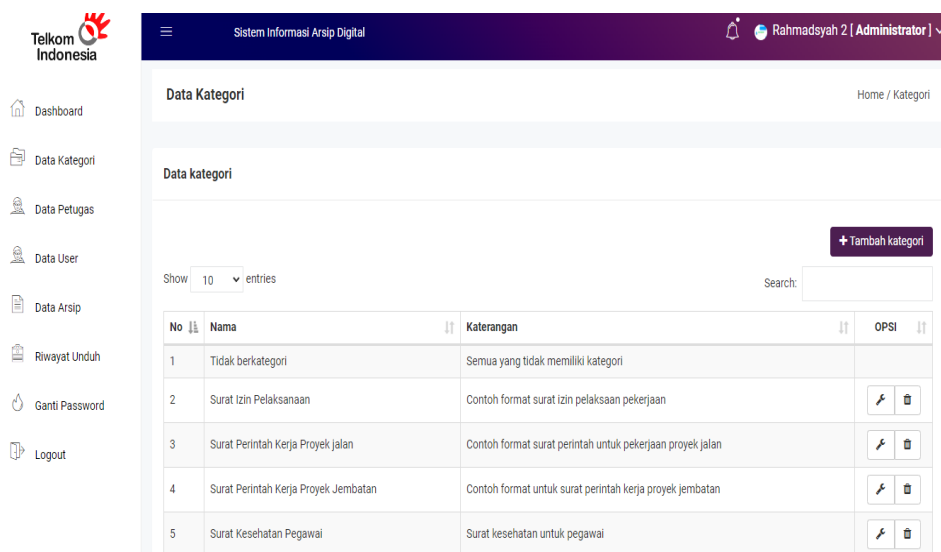 Telkom
Indonesia
Sistem Informasi Arsip Digital
Rahmadsyah 2 [ Administrator ]
Dashboard
Data Kategori
Data Petugas
Data User
Data Arsip
Riwayat Unduh
Ganti Password
Logout
Data Kategori
Home / Kategori
Data kategori
+ Tambah kategori
Show 10 entries
Search:
No Nama Katerangan OPSI
1 Tidak berkategori Semua yang tidak memiliki kategori
2 Surat Izin Pelaksanaan Contoh format surat izin pelaksaan pekerjaan
3 Surat Perintah Kerja Proyek jalan Contoh format surat perintah untuk pekerjaan proyek jalan
4 Surat Perintah Kerja Proyek Jembatan Contoh format untuk surat perintah kerja proyek jembatan
5 Surat Kesehatan Pegawai Surat kesehatan untuk pegawai